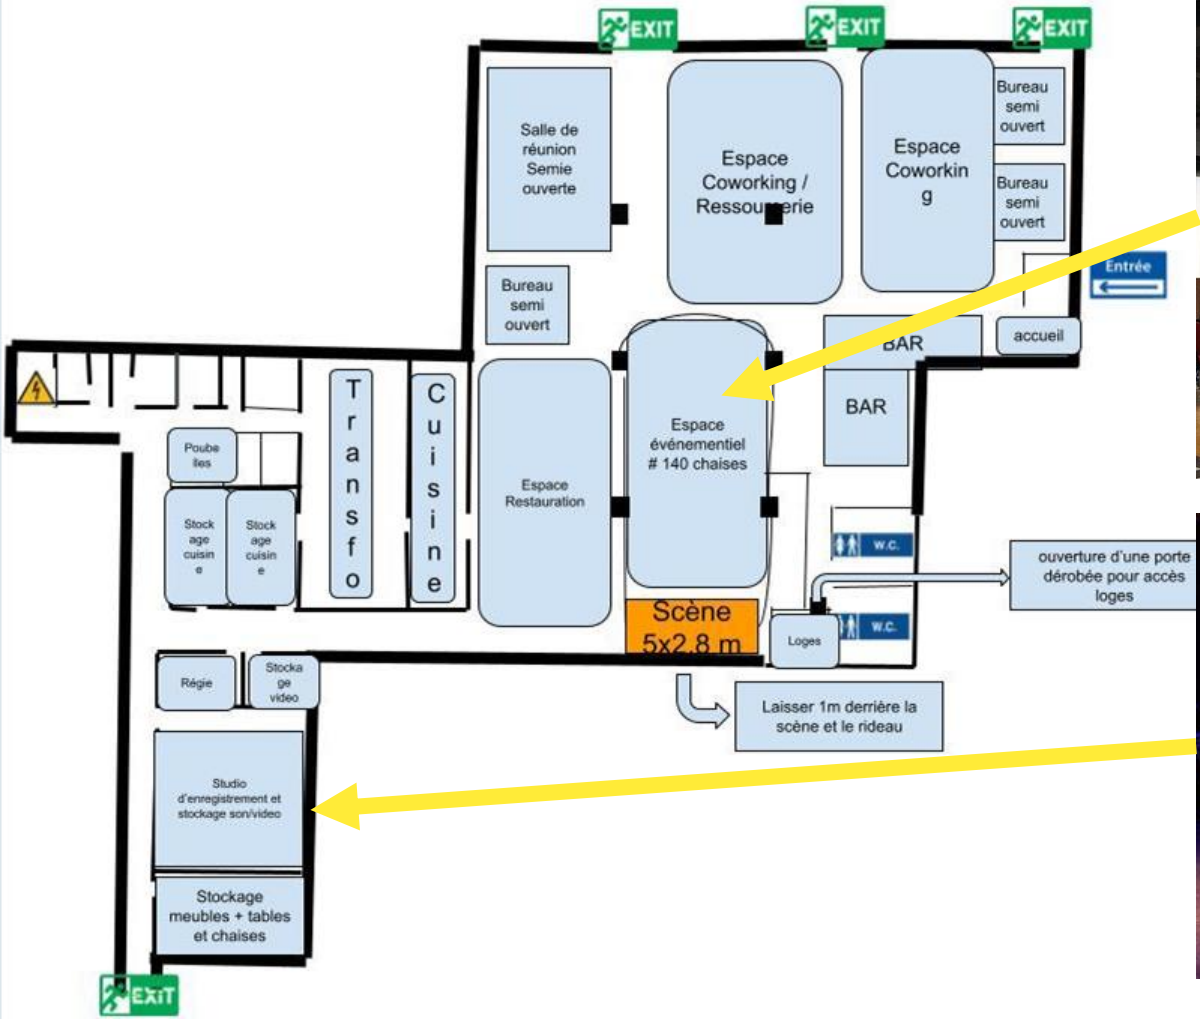 EXIT
EXIT
EXIT
Salle de
réunion
Semie
ouverte
Espace
Coworking /
Ressourrerie
Espace
Coworkin
g
Bureau
semi
ouvert
Bureau
semi
ouvert
Entrée
Bureau
semi
ouvert
accueil
BAR
BAR
Espace
événementiel
# 140 chaises
Espace
Restauration
Transfo
Cuisine
Poube
lles
Stock
age
cuisin
e
Stock
age
cuisin
e
W.C.
W.C.
ouverture d'une porte
dérobée pour accès
loges
Scène
5x2.8 m
Loges
Régie
Stocka
ge
video
Laisser 1m derrière la
scène et le rideau
Studio
d'enregistrement et
stockage son/video
Stockage
meubles + tables
et chaises
EXIT